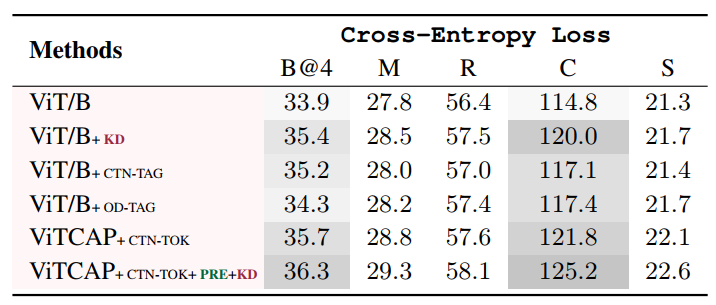 Methods Cross-Entropy Loss
B@4 M R C S
ViT/B 33.9 27.8 56.4 114.8 21.3
ViT/B+ KD 35.4 28.5 57.5 120.0 21.7
ViT/B+ CTN-TAG 35.2 28.0 57.0 117.1 21.4
ViT/B+ OD-TAG 34.3 28.2 57.4 117.4 21.7
ViTCAP+ CTN-TOK 35.7 28.8 57.6 121.8 22.1
ViTCAP+ CTN-TOK+ PRE+KD 36.3 29.3 58.1 125.2 22.6